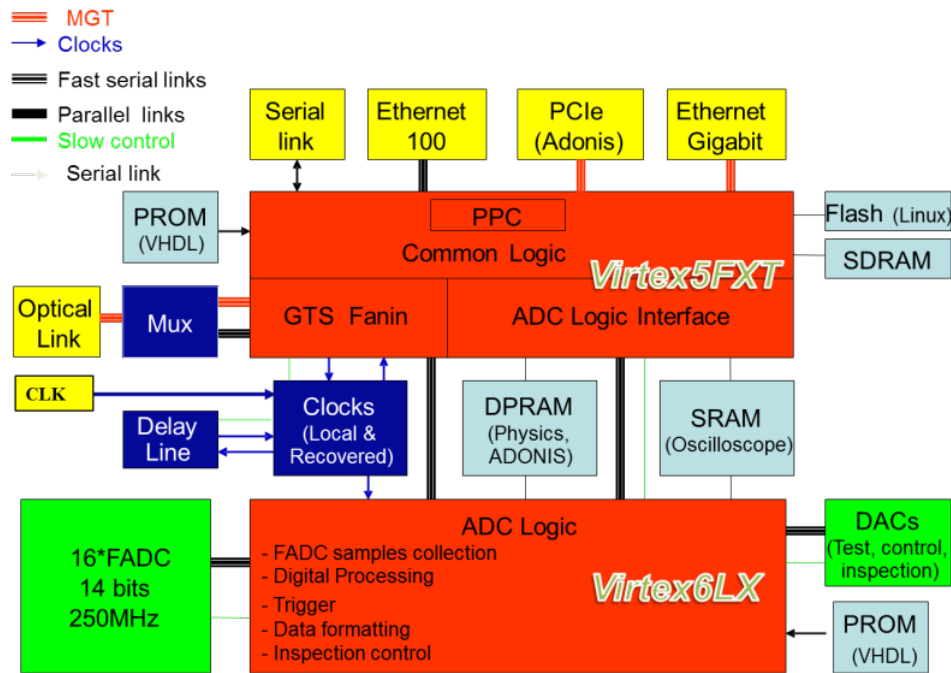 MGT
Clocks
Fast serial links
Parallel links
Slow control
Serial link
Serial
link
Ethernet
100
PCIe
(Adonis)
Ethernet
Gigabit
PROM
(VHDL)
PPC
Common Logic
Virtex5FXT
Flash (Linux)
SDRAM
Optical
Link
Mux
GTS Fanin
ADC Logic Interface
CLK
Clocks
(Local &
Recovered)
Delay
Line
DPRAM
(Physics,
ADONIS)
SRAM
(Oscilloscope)
16*FADC
14 bits
250MHz
ADC Logic
- FADC samples collection
- Digital Processing
- Trigger
- Data formatting
- Inspection control
Virtex6LX
DACs
(Test, control,
inspection)
PROM
(VHDL)